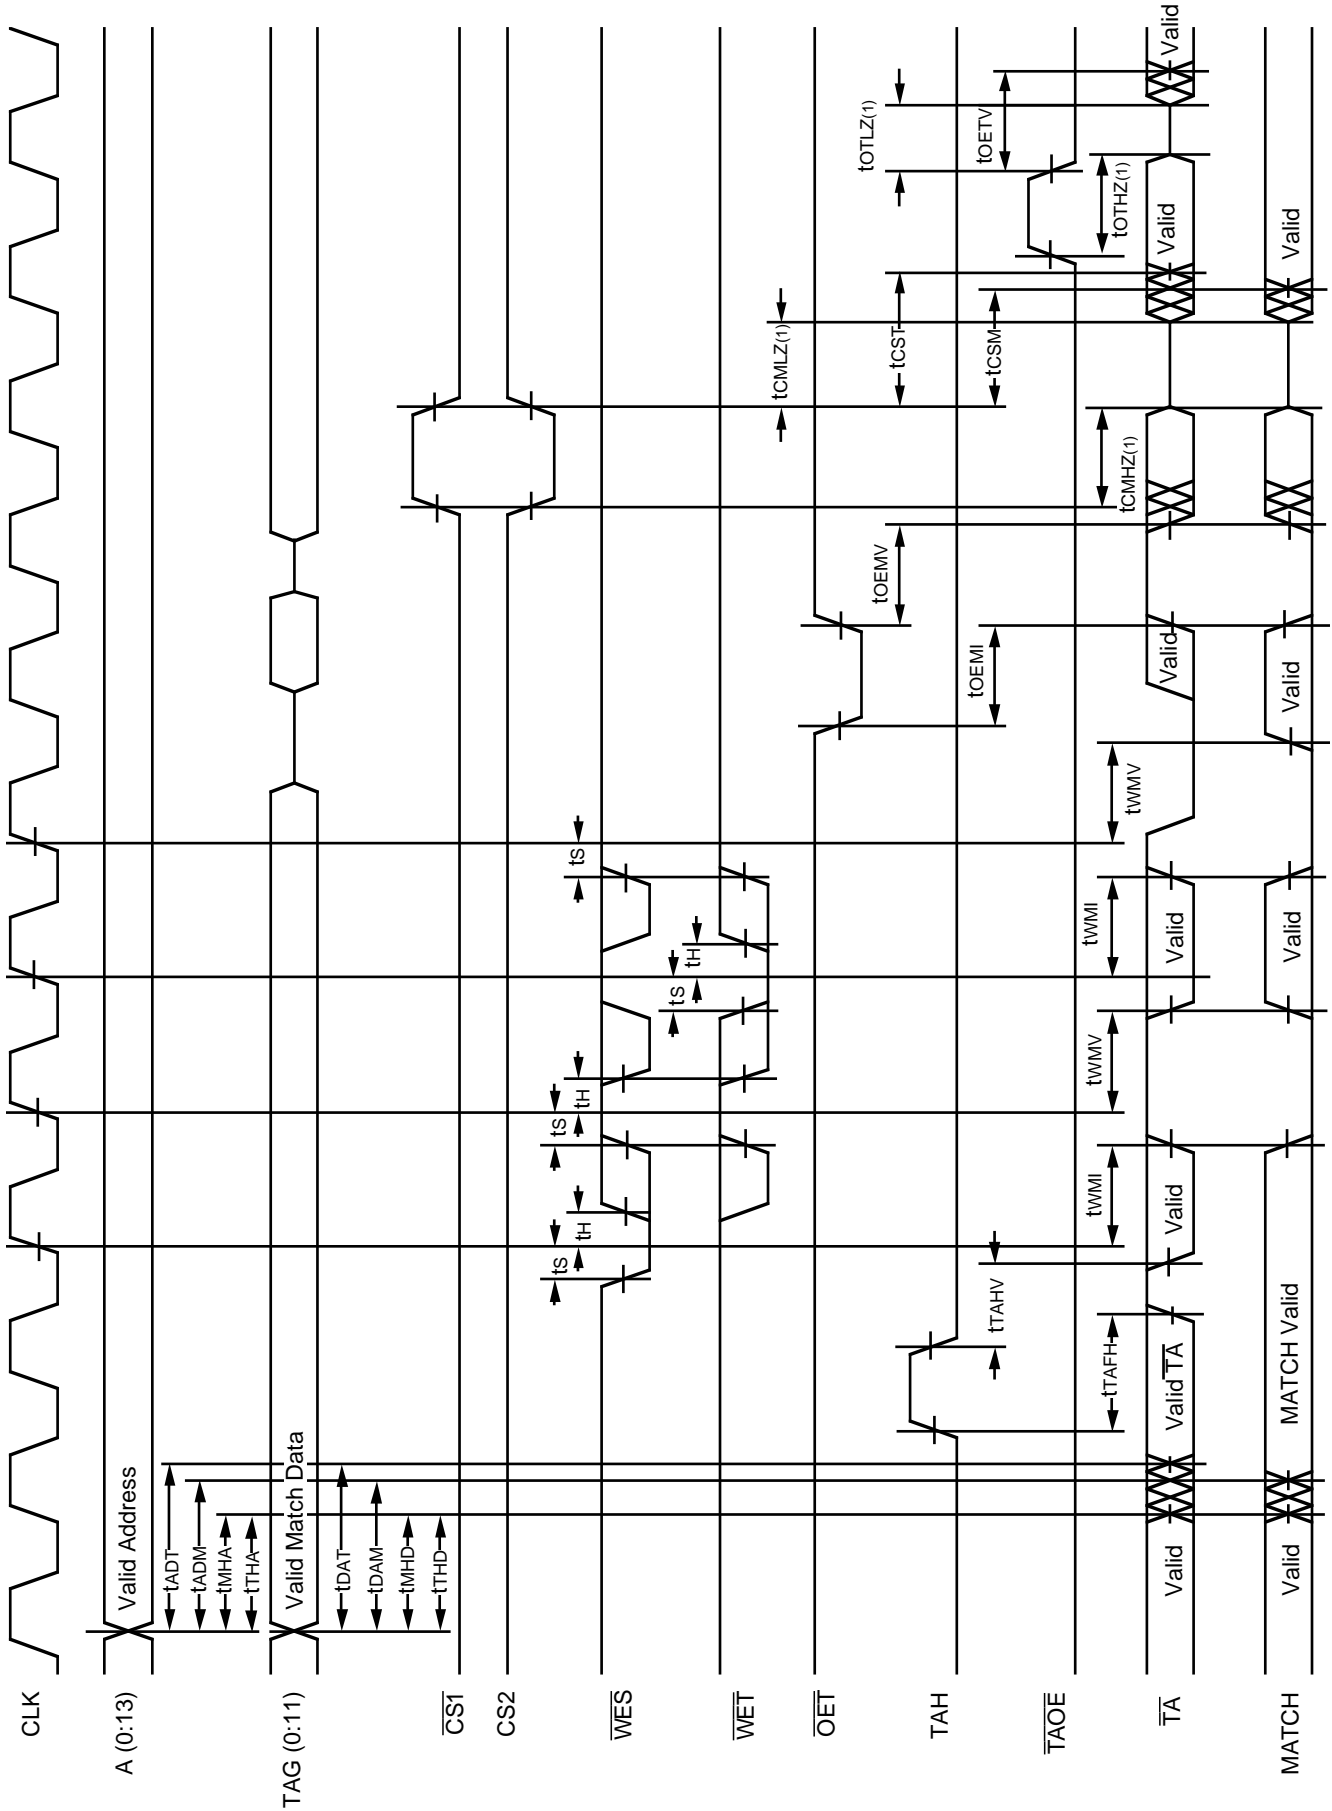 CLK
A (0:13)
Valid Address
tADT
tADM
tMHA
tTHA
TAG (0:11)
Valid Match Data
tDAT
tDAM
tMHD
tTHD
CS1
CS2
WES
tS
tH
tS
tH
tS
WET
tS
tH
OET
tOEMV
TAH
tOEMI
tTAHV
tCMLZ(1)
tCST
tCSM
tOTLZ(1)
tOETV
TAOE
tTAFH
tWMI
tWMV
tWMI
tWMV
tCMHZ(1)
tOTHZ(1)
TA
Valid
Valid TA
Valid
Valid
Valid
Valid
Valid
MATCH
Valid
MATCH Valid
Valid
Valid
Valid